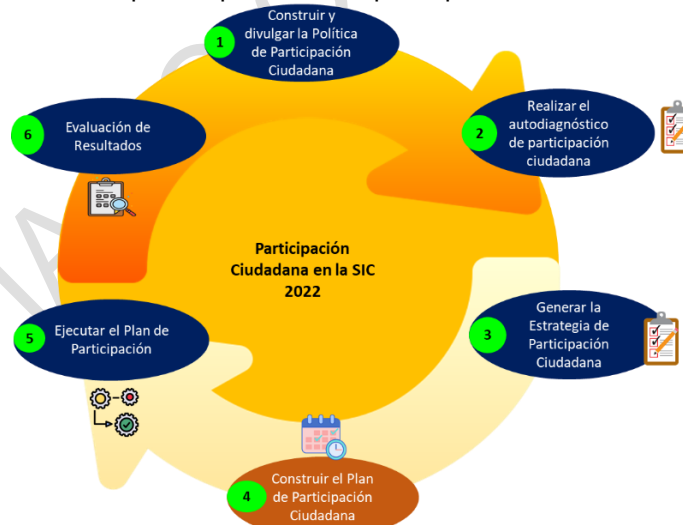 1
Construir y
divulgar la Política
de Participación
Ciudadana
2
Realizar el
autodiagnóstico
de participación
ciudadana
3
Generar la
Estrategia de
Participación
Ciudadana
4
Construir el Plan
de Participación
Ciudadana
5
Ejecutar el Plan de
Participación
6
Evaluación de
Resultados
Participación
Ciudadana en la SIC
2022